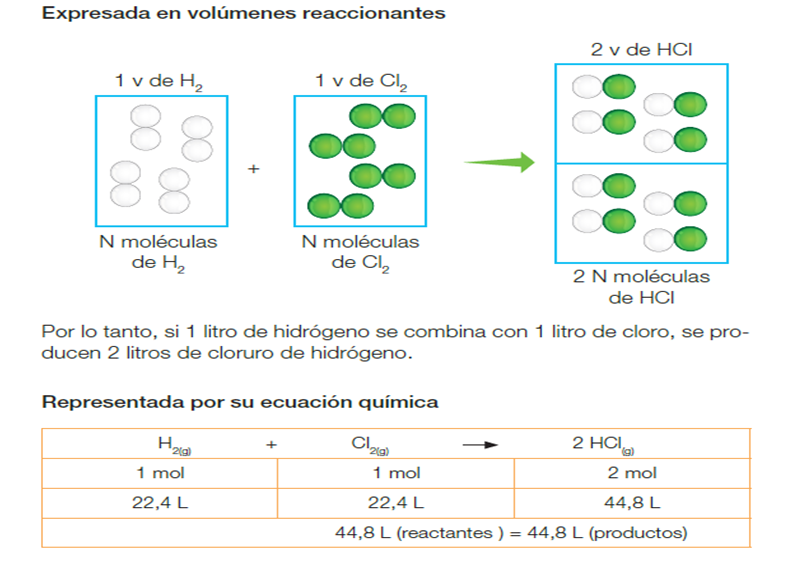 Expresada en volúmenes reaccionantes
2 v de HCl
1 v de H₂
1 v de Cl₂
+
N moléculas
de H₂
N moléculas
de Cl₂
2 N moléculas
de HCl
Por lo tanto, si 1 litro de hidrógeno se combina con 1 litro de cloro, se pro-
ducen 2 litros de cloruro de hidrógeno.
Representada por su ecuación química
H₂(g) + Cl₂(g) → 2 HCl(g)
1 mol 1 mol 2 mol
22,4 L 22,4 L 44,8 L
44,8 L (reactantes ) = 44,8 L (productos)